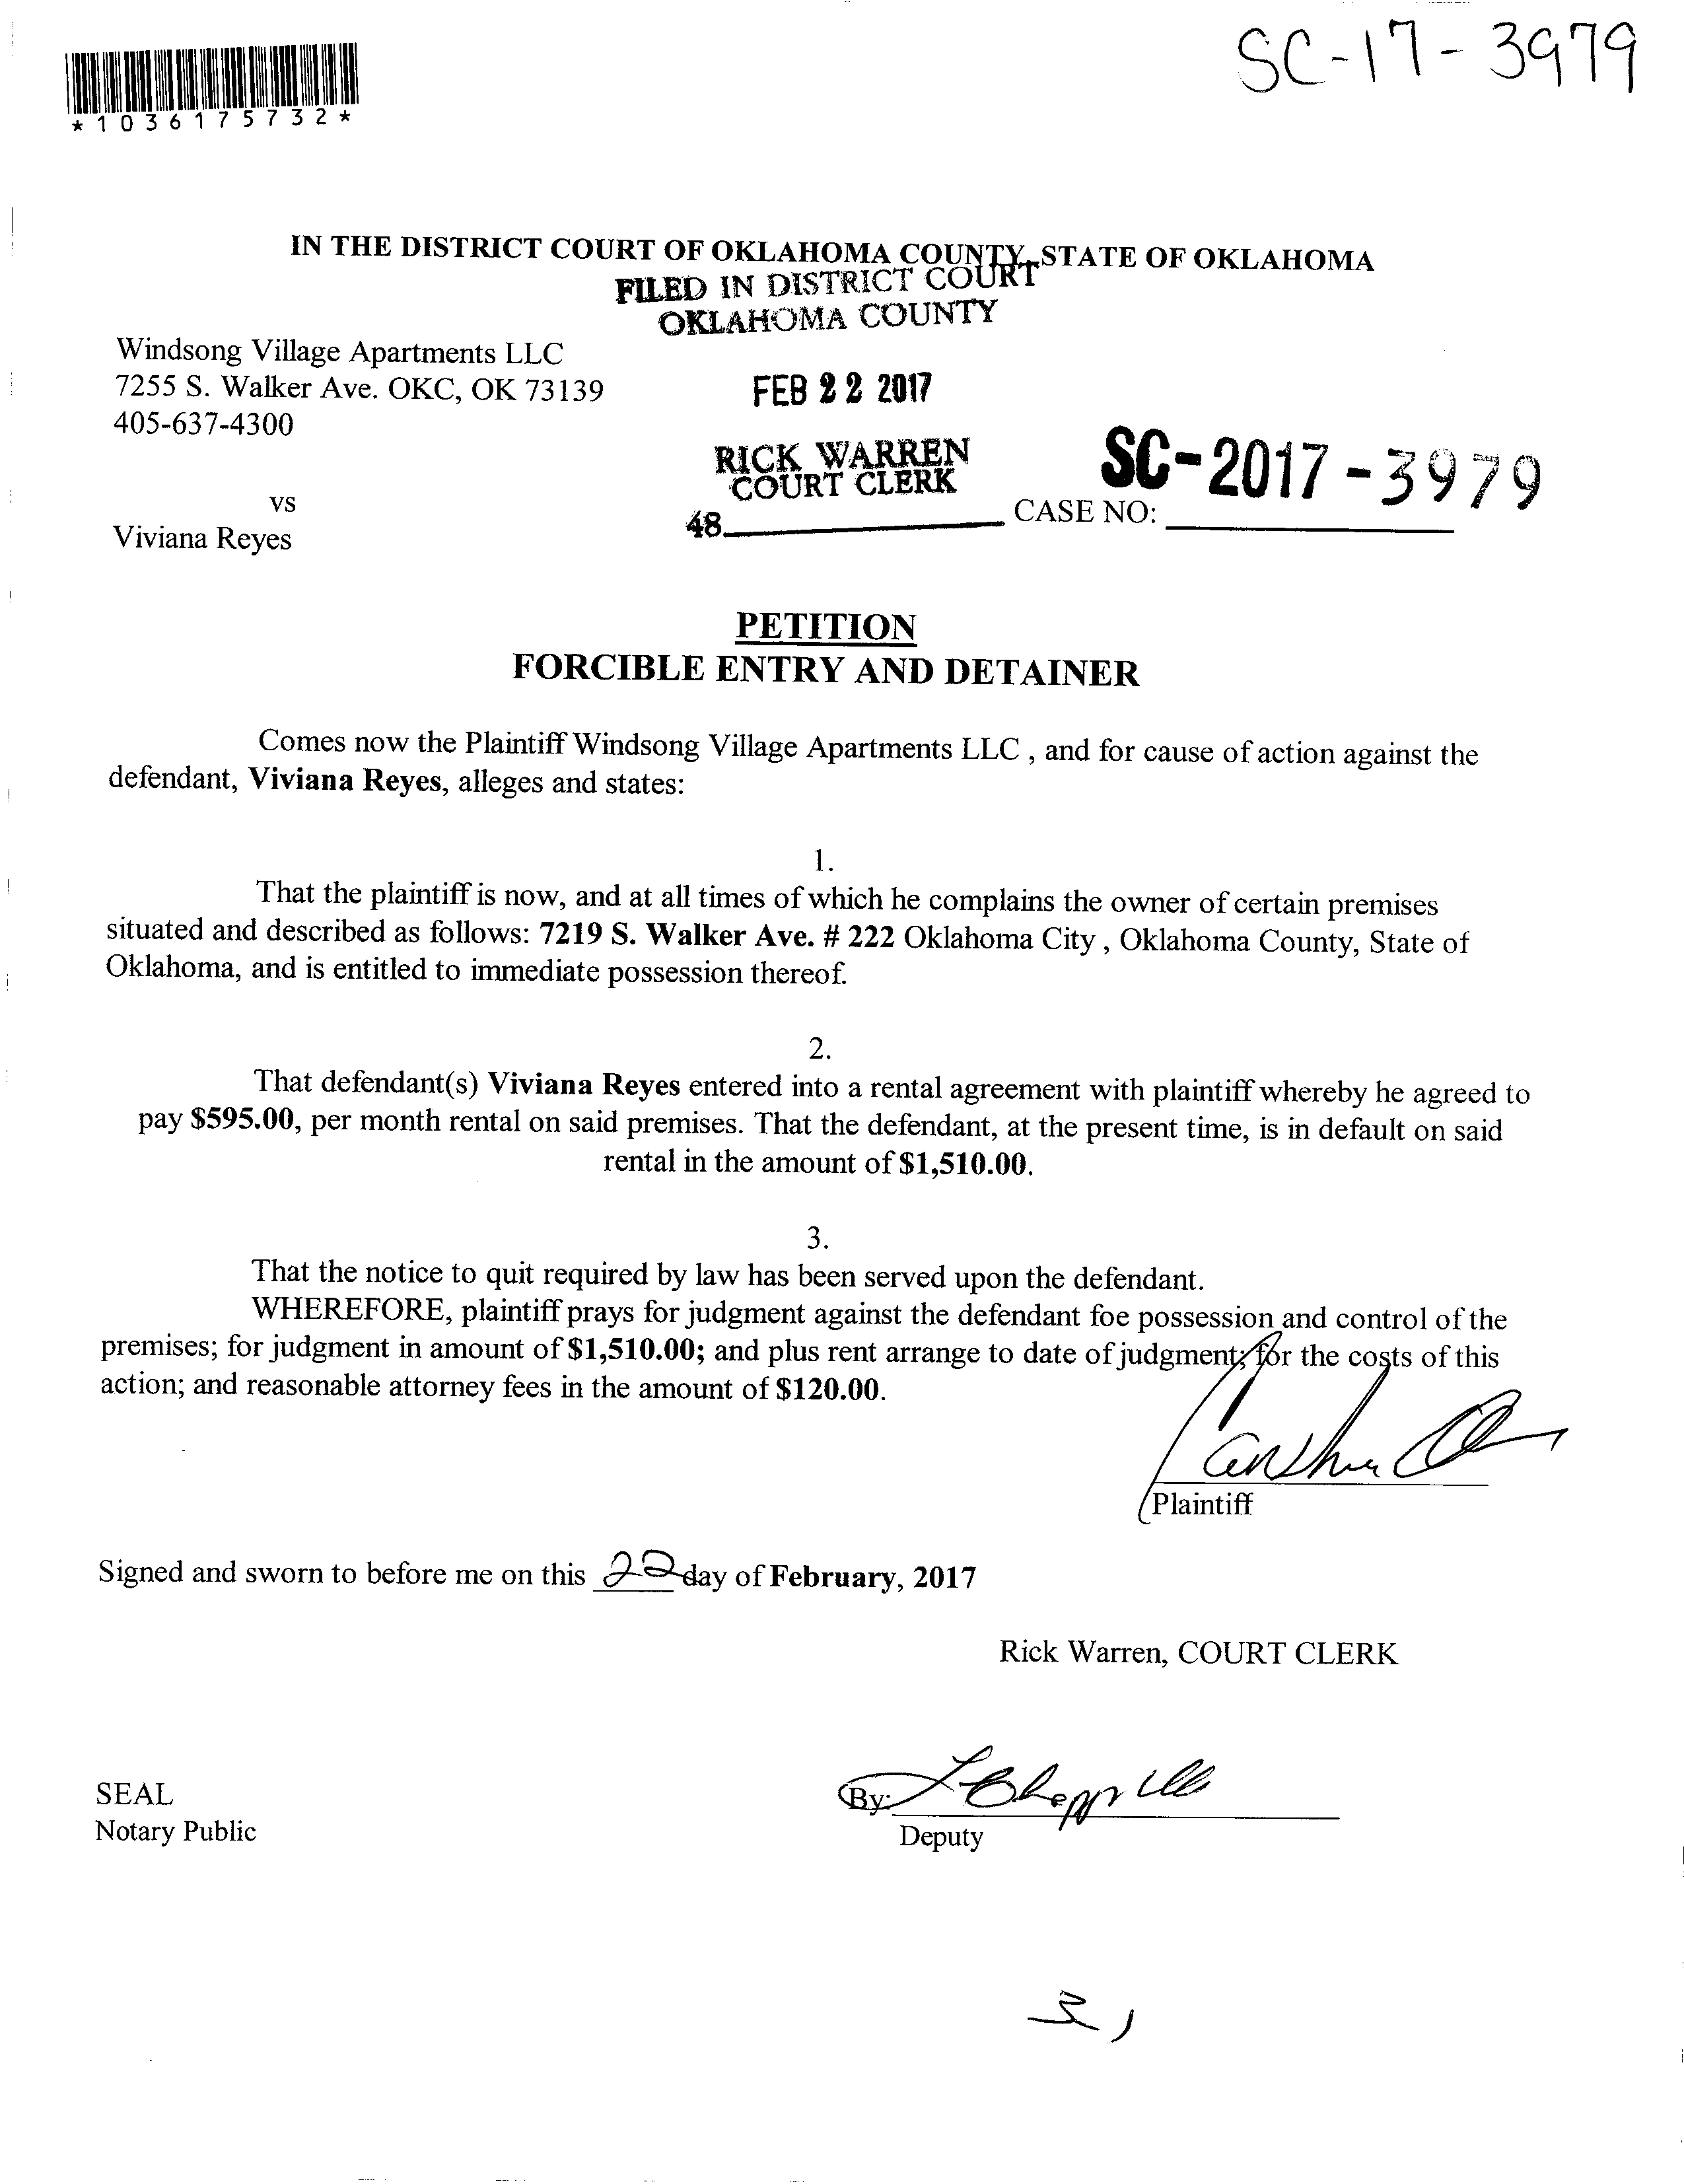 SC-17-3979
*1036175732*
IN THE DISTRICT COURT OF OKLAHOMA COUNTY, STATE OF OKLAHOMA
FILED IN DISTRICT COURT
OKLAHOMA COUNTY
Windsong Village Apartments LLC
7255 S. Walker Ave. OKC, OK 73139
405-637-4300
FEB 22 2017
RICK WARREN
COURT CLERK
48
SC-2017-3979
CASE NO:
vs
Viviana Reyes
PETITION
FORCIBLE ENTRY AND DETAINER
Comes now the Plaintiff Windsong Village Apartments LLC , and for cause of action against the
defendant, Viviana Reyes, alleges and states:
1.
That the plaintiff is now, and at all times of which he complains the owner of certain premises
situated and described as follows: 7219 S. Walker Ave. # 222 Oklahoma City , Oklahoma County, State of
Oklahoma, and is entitled to immediate possession thereof.
2.
That defendant(s) Viviana Reyes entered into a rental agreement with plaintiff whereby he agreed to
pay $595.00, per month rental on said premises. That the defendant, at the present time, is in default on said
rental in the amount of $1,510.00.
3.
That the notice to quit required by law has been served upon the defendant.
WHEREFORE, plaintiff prays for judgment against the defendant foe possession and control of the
premises; for judgment in amount of $1,510.00; and plus rent arrange to date of judgment; for the costs of this
action; and reasonable attorney fees in the amount of $120.00.
Plaintiff
Signed and sworn to before me on this 22 day of February, 2017
Rick Warren, COURT CLERK
SEAL
Notary Public
By:
Deputy